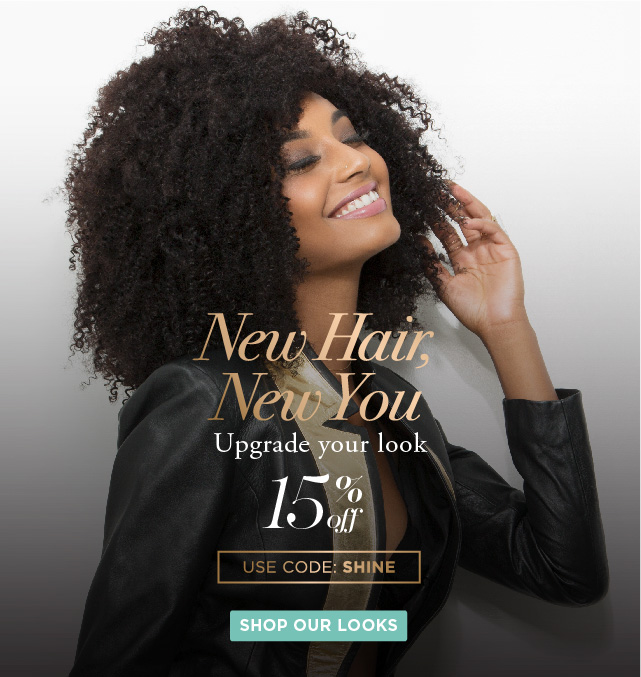 New Hair,
New You
Upgrade your look
15% off
USE CODE: SHINE
SHOP OUR LOOKS